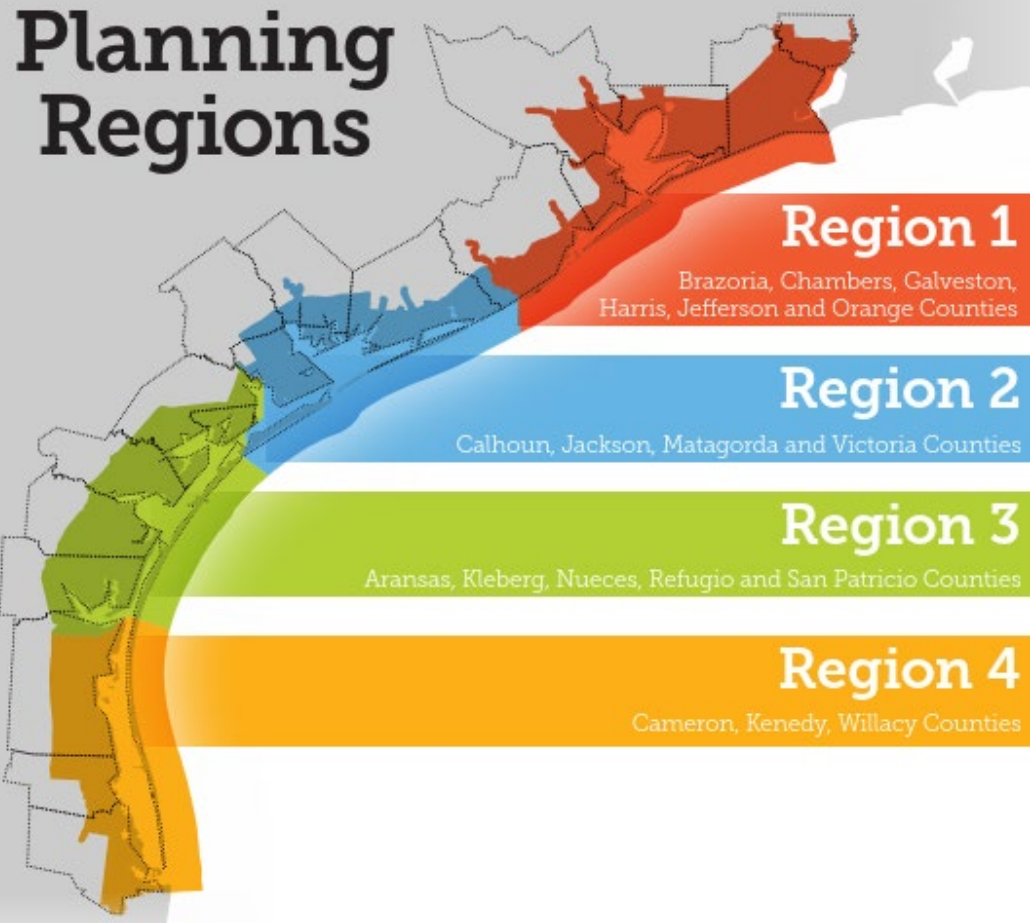 Planning
Regions
Region 1
Brazoria, Chambers, Galveston,
Harris, Jefferson and Orange Counties
Region 2
Calhoun, Jackson, Matagorda and Victoria Counties
Region 3
Aransas, Kleberg, Nueces, Refugio and San Patricio Counties
Region 4
Cameron, Kenedy, Willacy Counties